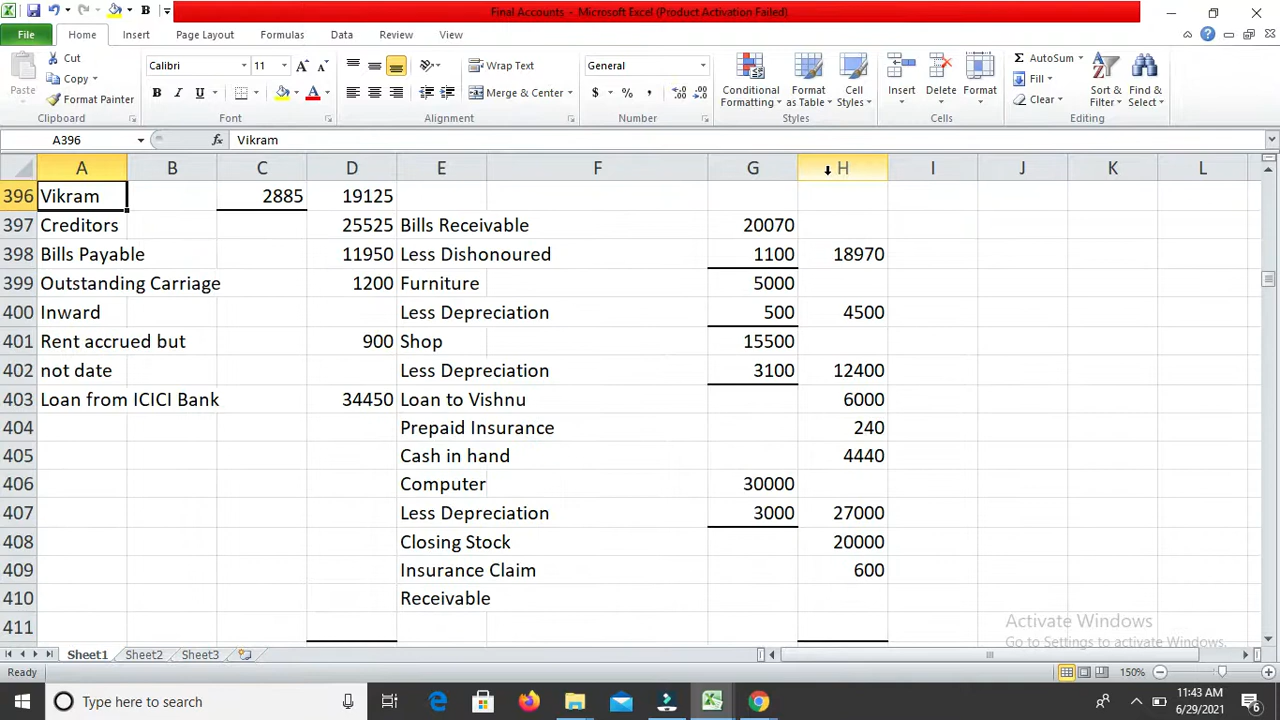 Final Accounts - Microsoft Excel (Product Activation Failed)
File Home Insert Page Layout Formulas Data Review View
Paste Cut Copy Format Painter Clipboard
Calibri 11 Font
Wrap Text Merge & Center Alignment
General Number
Conditional Formatting Format as Table Cell Styles Styles
Insert Delete Format Cells
AutoSum Fill Clear Sort & Filter Find & Select Editing
A396 fx Vikram
A B C D E F G H I J K L
396 Vikram 2885 19125
397 Creditors 25525 Bills Receivable 20070
398 Bills Payable 11950 Less Dishonoured 1100 18970
399 Outstanding Carriage 1200 Furniture 5000
400 Inward Less Depreciation 500 4500
401 Rent accrued but 900 Shop 15500
402 not date Less Depreciation 3100 12400
403 Loan from ICICI Bank 34450 Loan to Vishnu 6000
404 Prepaid Insurance 240
405 Cash in hand 4440
406 Computer 30000
407 Less Depreciation 3000 27000
408 Closing Stock 20000
409 Insurance Claim 600
410 Receivable
411
Activate Windows
Go to Settings to activate Windows.
Sheet1 Sheet2 Sheet3
Ready 150%
Type here to search
11:43 AM
6/29/2021
6